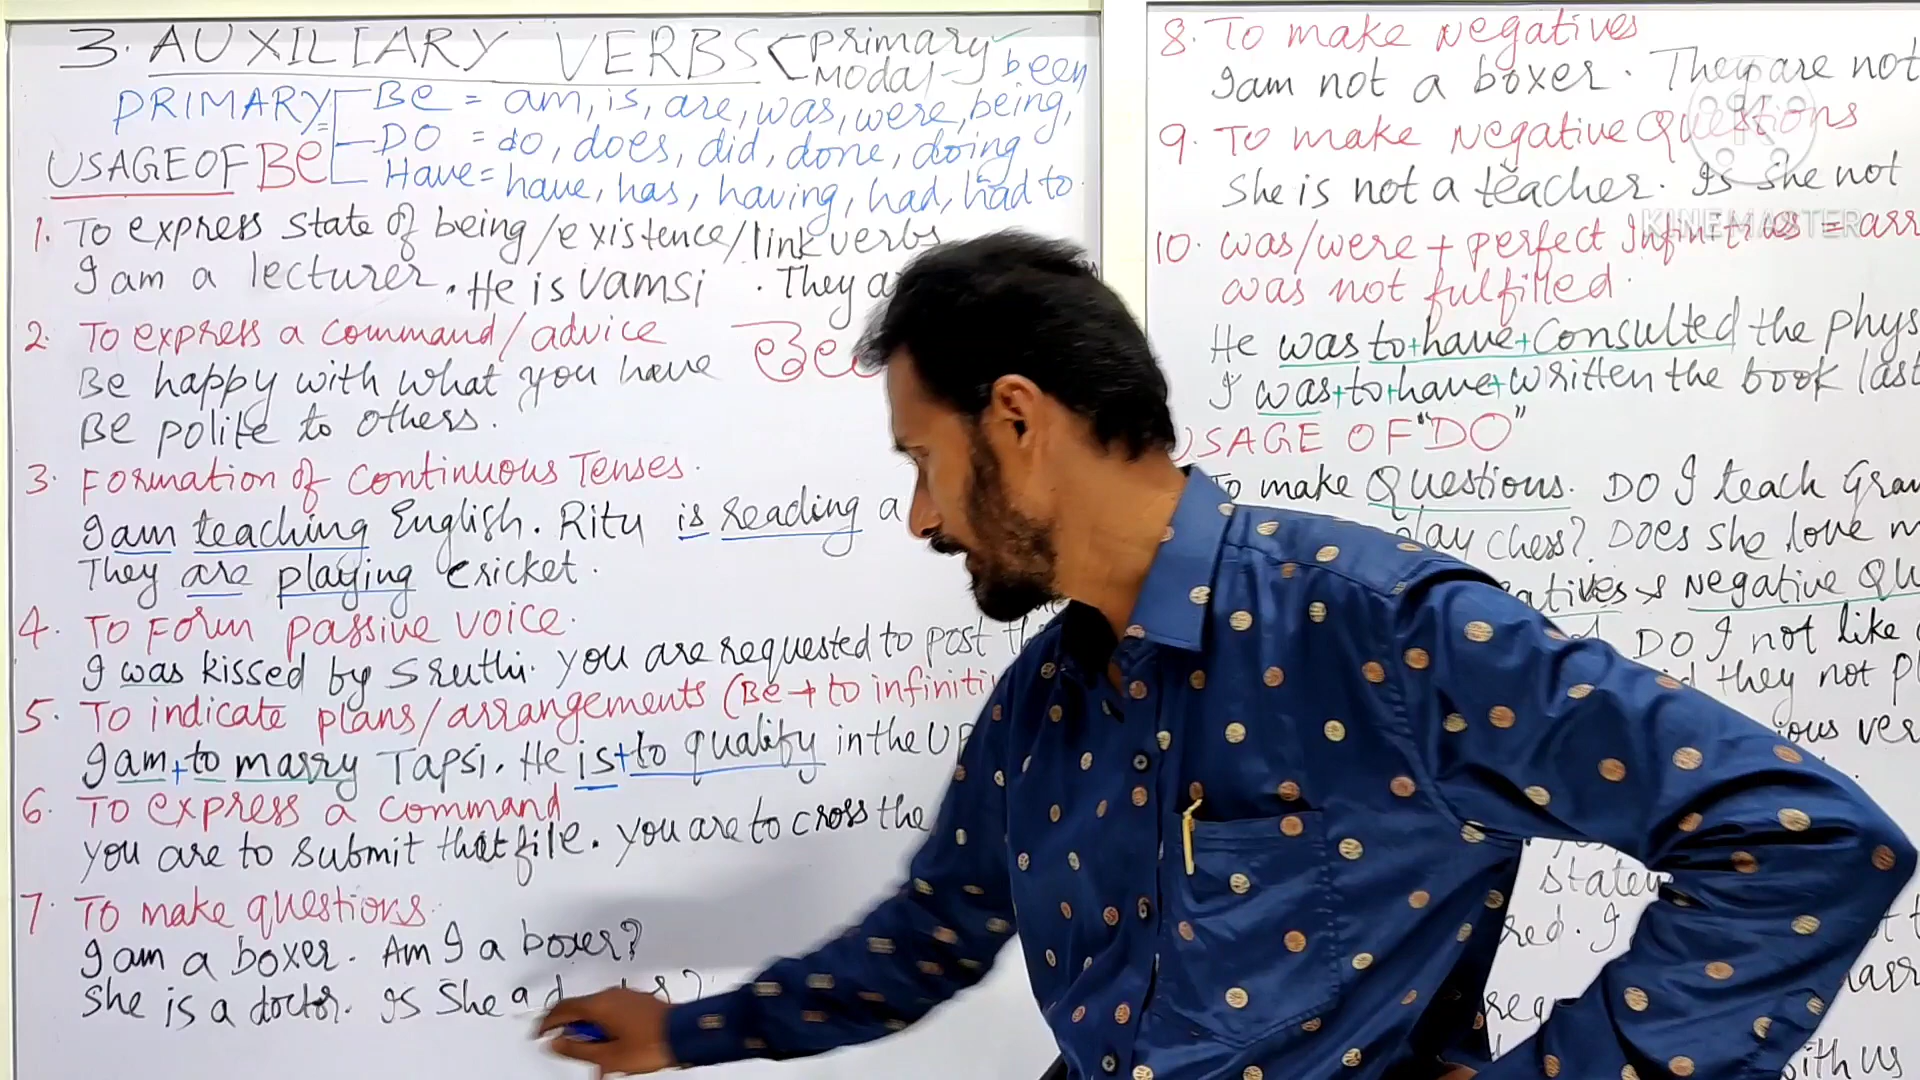 3. AUXILIARY VERBS < Primary
Modal
been
PRIMARY = Be = am, is, are, was, were, being,
DO = do, does, did, done, doing
Have = have, has, having, had, had to
USAGE OF Be
1. To express state of being/existence/link verbs
I am a lecturer. He is Vamsi. They
2. To express a command/advice
Be happy with what you have
Be polite to others.
3. Formation of continuous Tenses.
I am teaching English. Ritu is reading a
They are playing cricket.
4. To Form passive voice.
I was kissed by Sruthi. You are requested to post
5. To indicate plans/arrangements (Be + to
I am + to marry Tapsi. He is + to qualify in the
6. To express a command
You are to submit that file. You are to cross the
7. To make questions.
I am a boxer. Am I a boxer?
She is a doctor. Is she a
8. To make Negatives
I am not a boxer. They are not
9. To make Negative Questions
She is not a teacher. Is she not
KINEMASTER
10. was/were + perfect Infinitives =
was not fulfilled.
He was to + have + consulted the
I was + to + have + written the book
USAGE OF "DO"
To make Questions. DO I teach
chess? Does she love
& Negative
DO I not like
they not
with us